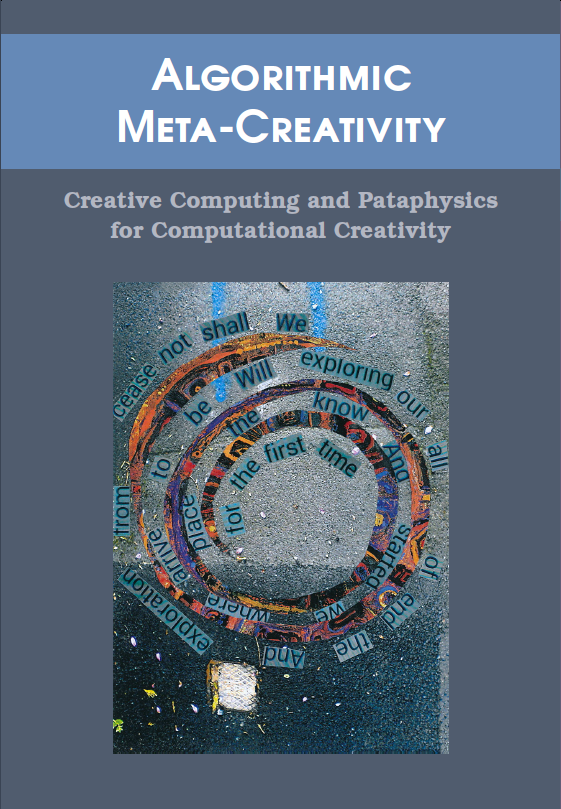 ALGORITHMIC
META-CREATIVITY
Creative Computing and Pataphysics
for Computational Creativity
We shall not cease from exploration
And the end of all our exploring
Will be to arrive where we started
And know the place for the first time